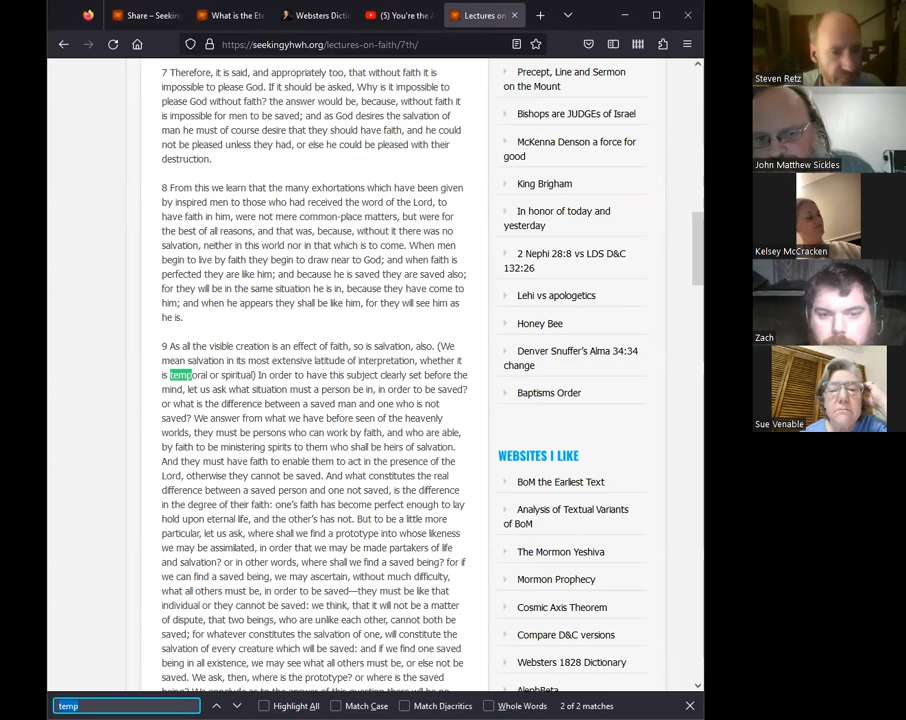 Share – Seeki
What is the Ete
Websters Dicti
(5) You're the A
Lectures on
https://seekingyhwh.org/lectures-on-faith/7th/
7 Therefore, it is said, and appropriately too, that without faith it is
impossible to please God. If it should be asked, Why is it impossible to
please God without faith? the answer would be, because, without faith it
is impossible for men to be saved; and as God desires the salvation of
man he must of course desire that they should have faith, and he could
not be pleased unless they had, or else he could be pleased with their
destruction.
8 From this we learn that the many exhortations which have been given
by inspired men to those who had received the word of the Lord, to
have faith in him, were not mere common-place matters, but were for
the best of all reasons, and that was, because, without it there was no
salvation, neither in this world nor in that which is to come. When men
begin to live by faith they begin to draw near to God; and when faith is
perfected they are like him; and because he is saved they are saved also;
for they will be in the same situation he is in, because they have come to
him; and when he appears they shall be like him, for they will see him as
he is.
9 As all the visible creation is an effect of faith, so is salvation, also. (We
mean salvation in its most extensive latitude of interpretation, whether it
is temporal or spiritual) In order to have this subject clearly set before the
mind, let us ask what situation must a person be in, in order to be saved?
or what is the difference between a saved man and one who is not
saved? We answer from what we have before seen of the heavenly
worlds, they must be persons who can work by faith, and who are able,
by faith to be ministering spirits to them who shall be heirs of salvation.
And they must have faith to enable them to act in the presence of the
Lord, otherwise they cannot be saved. And what constitutes the real
difference between a saved person and one not saved, is the difference
in the degree of their faith: one's faith has become perfect enough to lay
hold upon eternal life, and the other's has not. But to be a little more
particular, let us ask, where shall we find a prototype into whose likeness
we may be assimilated, in order that we may be made partakers of life
and salvation? or in other words, where shall we find a saved being? for if
we can find a saved being, we may ascertain, without much difficulty,
what all others must be, in order to be saved—they must be like that
individual or they cannot be saved: we think, that it will not be a matter
of dispute, that two beings, who are unlike each other, cannot both be
saved; for whatever constitutes the salvation of one, will constitute the
salvation of every creature which will be saved: and if we find one saved
being in all existence, we may see what all others must be, or else not be
saved. We ask, then, where is the prototype? or where is the saved
being? We conclude as to the answer of this question there will be no
Precept, Line and Sermon
on the Mount
Bishops are JUDGEs of Israel
McKenna Denson a force for
good
King Brigham
In honor of today and
yesterday
2 Nephi 28:8 vs LDS D&C
132:26
Lehi vs apologetics
Honey Bee
Denver Snuffer's Alma 34:34
change
Baptisms Order
WEBSITES I LIKE
BoM the Earliest Text
Analysis of Textual Variants
of BoM
The Mormon Yeshiva
Mormon Prophecy
Cosmic Axis Theorem
Compare D&C versions
Websters 1828 Dictionary
AlephBeta
temp
Highlight All
Match Case
Match Diacritics
Whole Words
2 of 2 matches
Steven Retz
John Matthew Sickles
Kelsey McCracken
Zach
Sue Venable